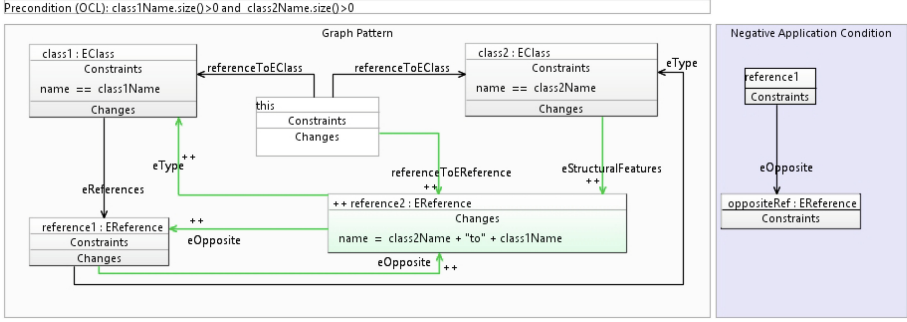 Precondition (OCL): class1Name.size()>0 and class2Name.size()>0
Graph Pattern
Negative Application Condition
class1 : EClass
Constraints
name == class1Name
Changes
referenceToEClass
referenceToEClass
class2 : EClass
Constraints
name == class2Name
Changes
eType
this
Constraints
Changes
reference1
Constraints
eType
++
eReferences
referenceToEReference
++
eStructuralFeatures
++
eOpposite
++ reference2 : EReference
Changes
name = class2Name + "to" + class1Name
oppositeRef : EReference
Constraints
reference1 : EReference
Constraints
Changes
++
eOpposite
eOpposite
++